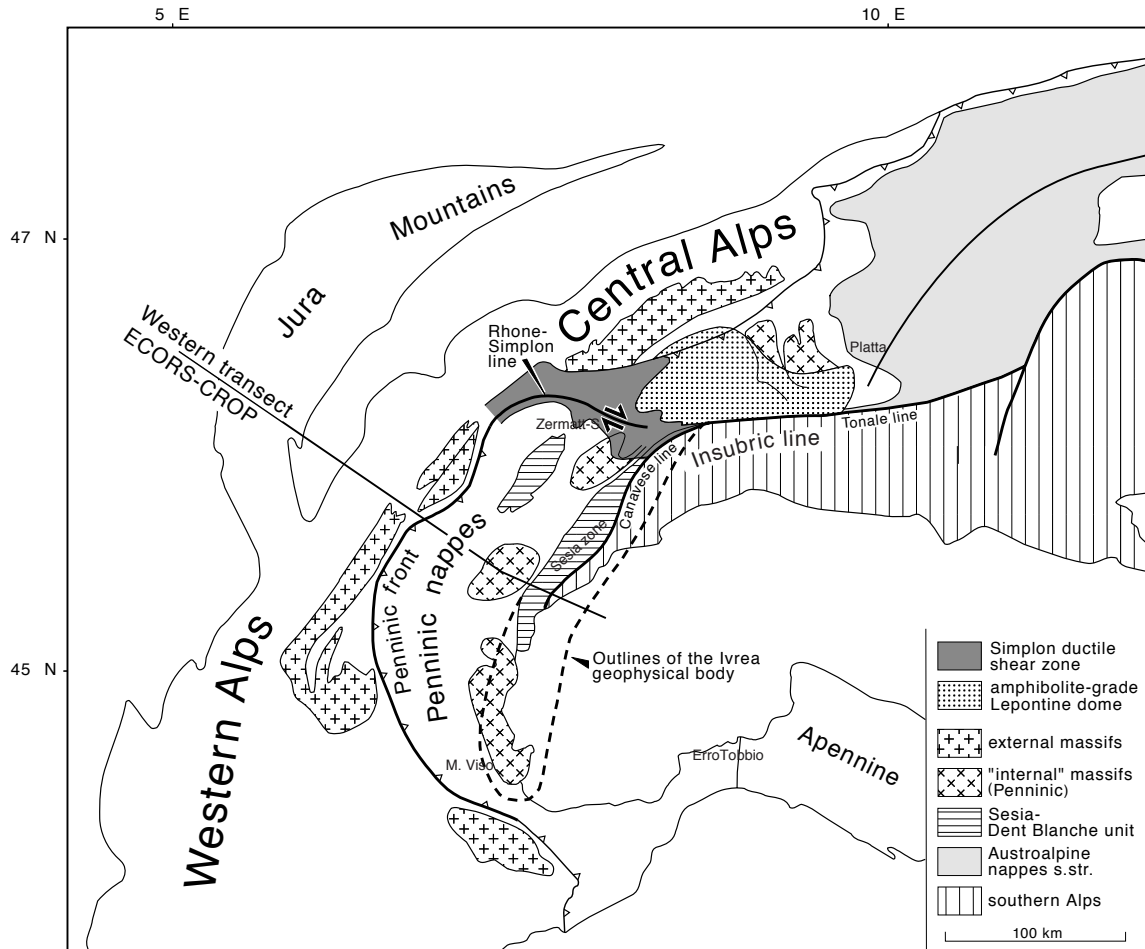 5 E
10 E
47 N
45 N
Mountains
Jura
Central Alps
Rhone-
Simplon
line
Western transect
ECORS-CROP
Platta
Zermatt-S
Tonale line
Insubric line
Canavese line
Sesia zone
Penninic front
Penninic nappes
Western Alps
Outlines of the Ivrea
geophysical body
M. Viso
ErroTobbio
Apennine
Simplon ductile
shear zone
amphibolite-grade
Lepontine dome
external massifs
"internal" massifs
(Penninic)
Sesia-
Dent Blanche unit
Austroalpine
nappes s.str.
southern Alps
100 km